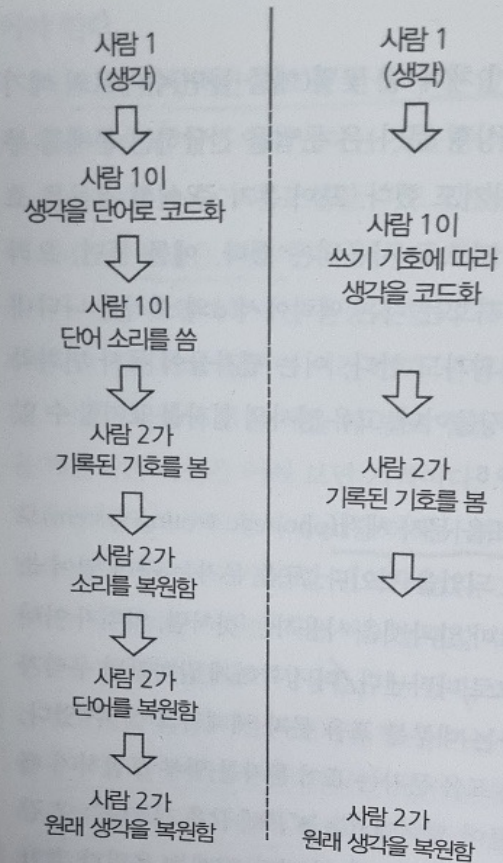 사람 1
(생각)
사람 1이
생각을 단어로 코드화
사람 1이
단어 소리를 씀
사람 2가
기록된 기호를 봄
사람 2가
소리를 복원함
사람 2가
단어를 복원함
사람 2가
원래 생각을 복원함
사람 1
(생각)
사람 1이
쓰기 기호에 따라
생각을 코드화
사람 2가
기록된 기호를 봄
사람 2가
원래 생각을 복원함